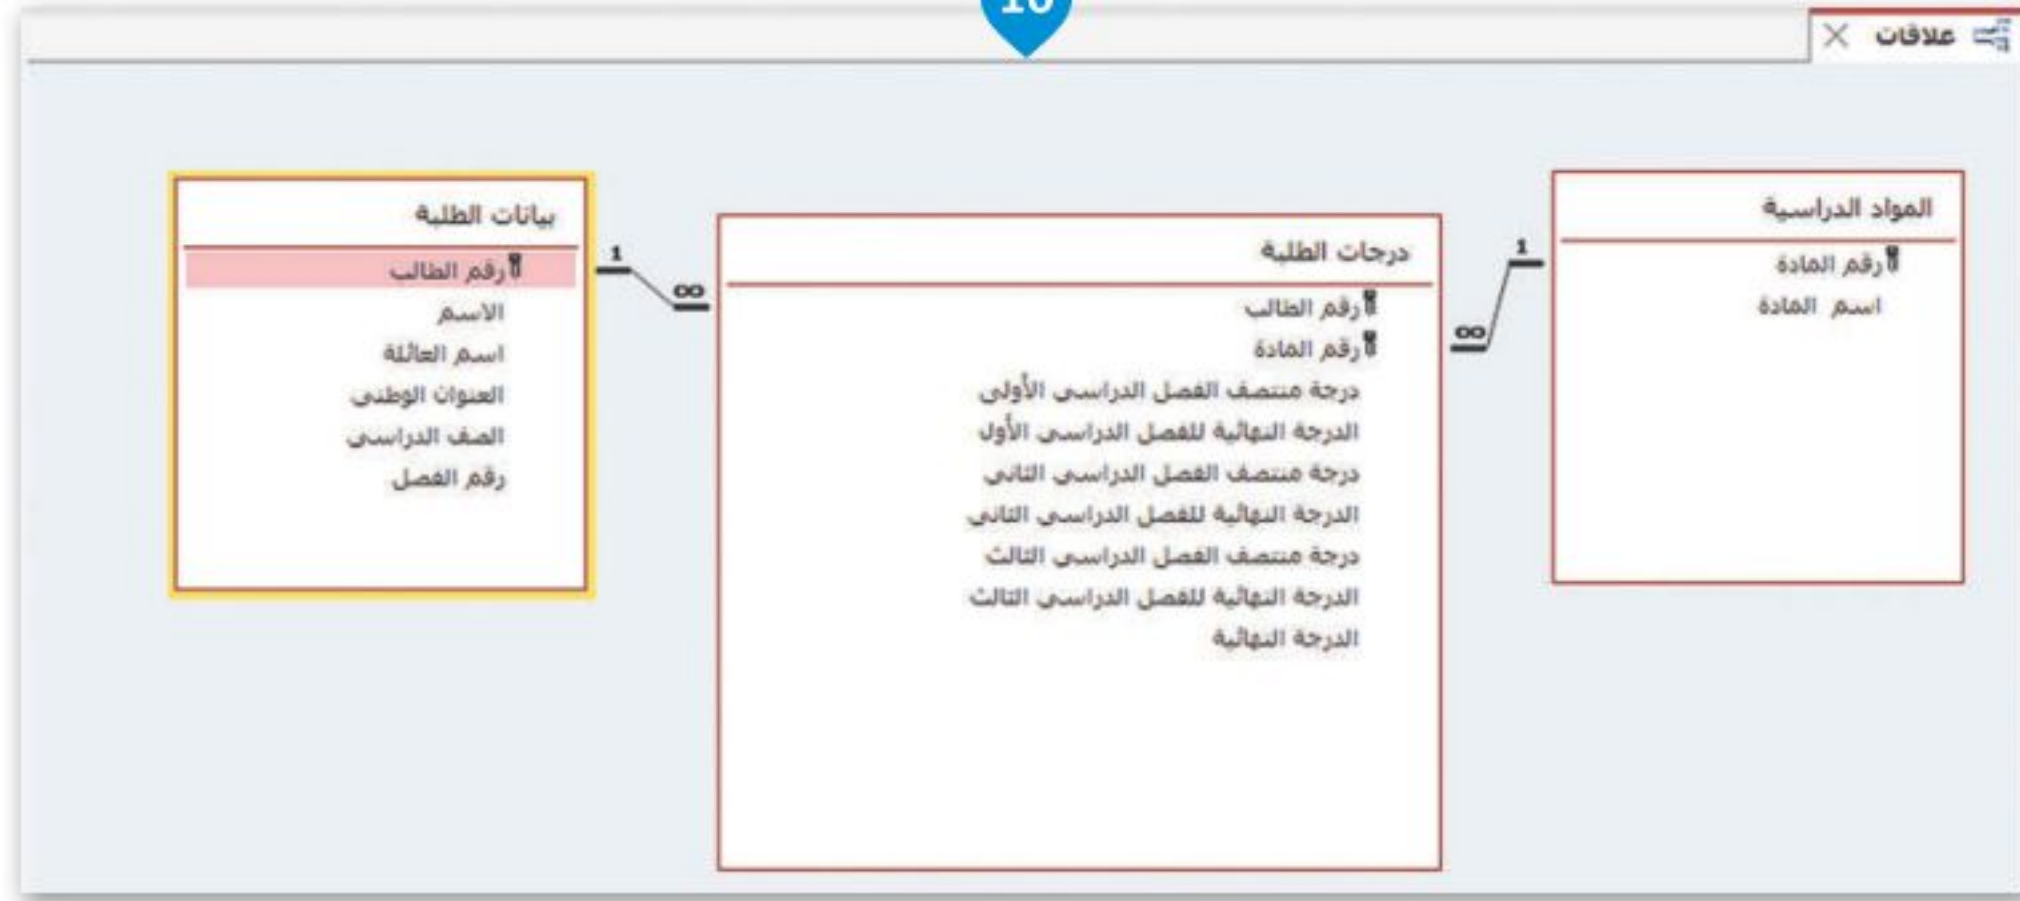 10
علاقات
المواد الدراسية
رقم المادة
اسم المادة
1
∞
درجات الطلبة
رقم الطالب
رقم المادة
درجة منتصف الفصل الدراسي الأولى
الدرجة النهائية للفصل الدراسي الأول
درجة منتصف الفصل الدراسي الثاني
الدرجة النهائية للفصل الدراسي الثاني
درجة منتصف الفصل الدراسي الثالث
الدرجة النهائية للفصل الدراسي الثالث
الدرجة النهائية
∞
1
بيانات الطلبة
رقم الطالب
الاسم
اسم العائلة
العنوان الوطني
الصف الدراسي
رقم الفصل